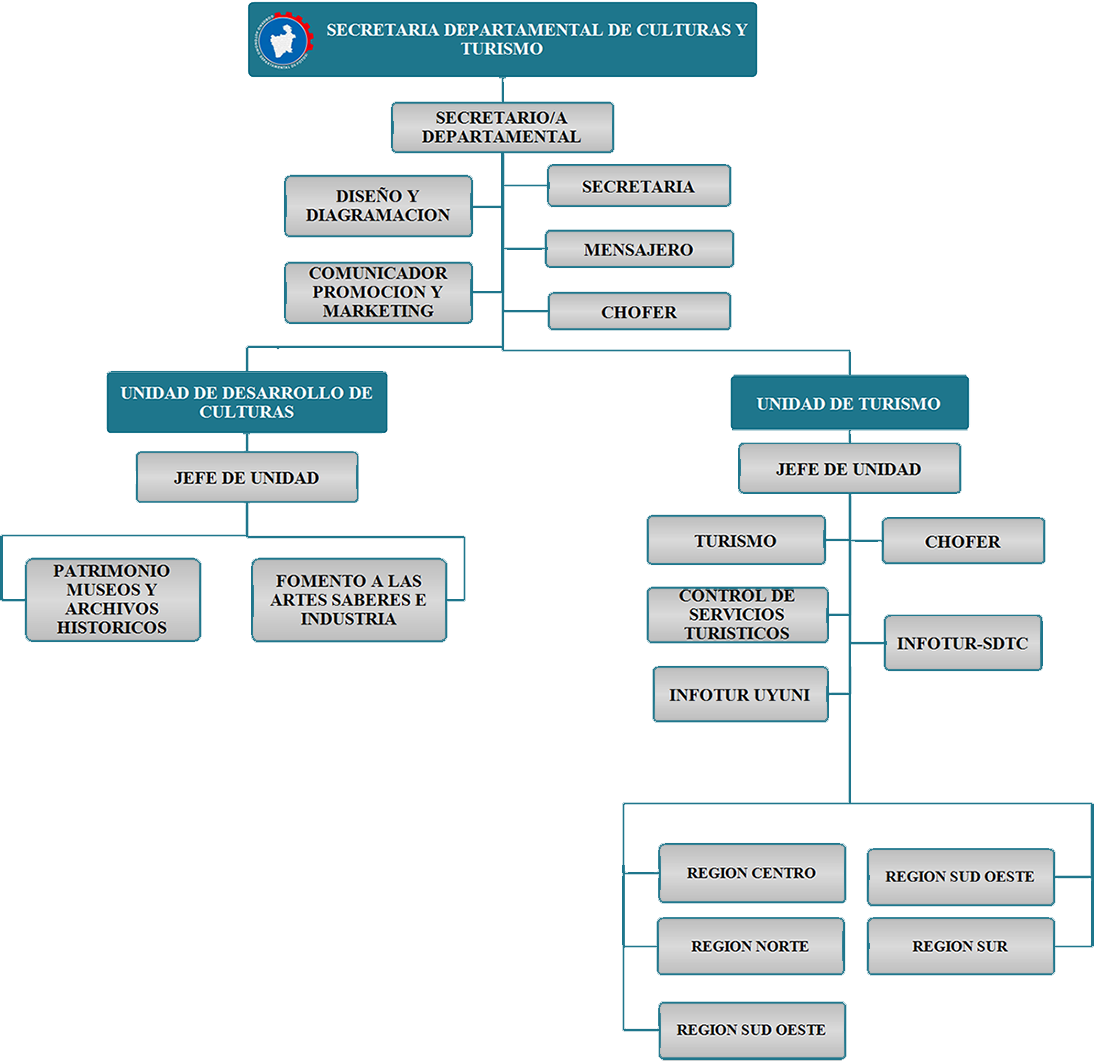 SECRETARIA DEPARTAMENTAL DE CULTURAS Y
TURISMO
SECRETARIO/A
DEPARTAMENTAL
DISEÑO Y
DIAGRAMACION
SECRETARIA
MENSAJERO
COMUNICADOR
PROMOCION Y
MARKETING
CHOFER
UNIDAD DE DESARROLLO DE
CULTURAS
JEFE DE UNIDAD
PATRIMONIO
MUSEOS Y
ARCHIVOS
HISTORICOS
FOMENTO A LAS
ARTES SABERES E
INDUSTRIA
UNIDAD DE TURISMO
JEFE DE UNIDAD
TURISMO
CHOFER
CONTROL DE
SERVICIOS
TURISTICOS
INFOTUR-SDTC
INFOTUR UYUNI
REGION CENTRO
REGION SUD OESTE
REGION NORTE
REGION SUR
REGION SUD OESTE